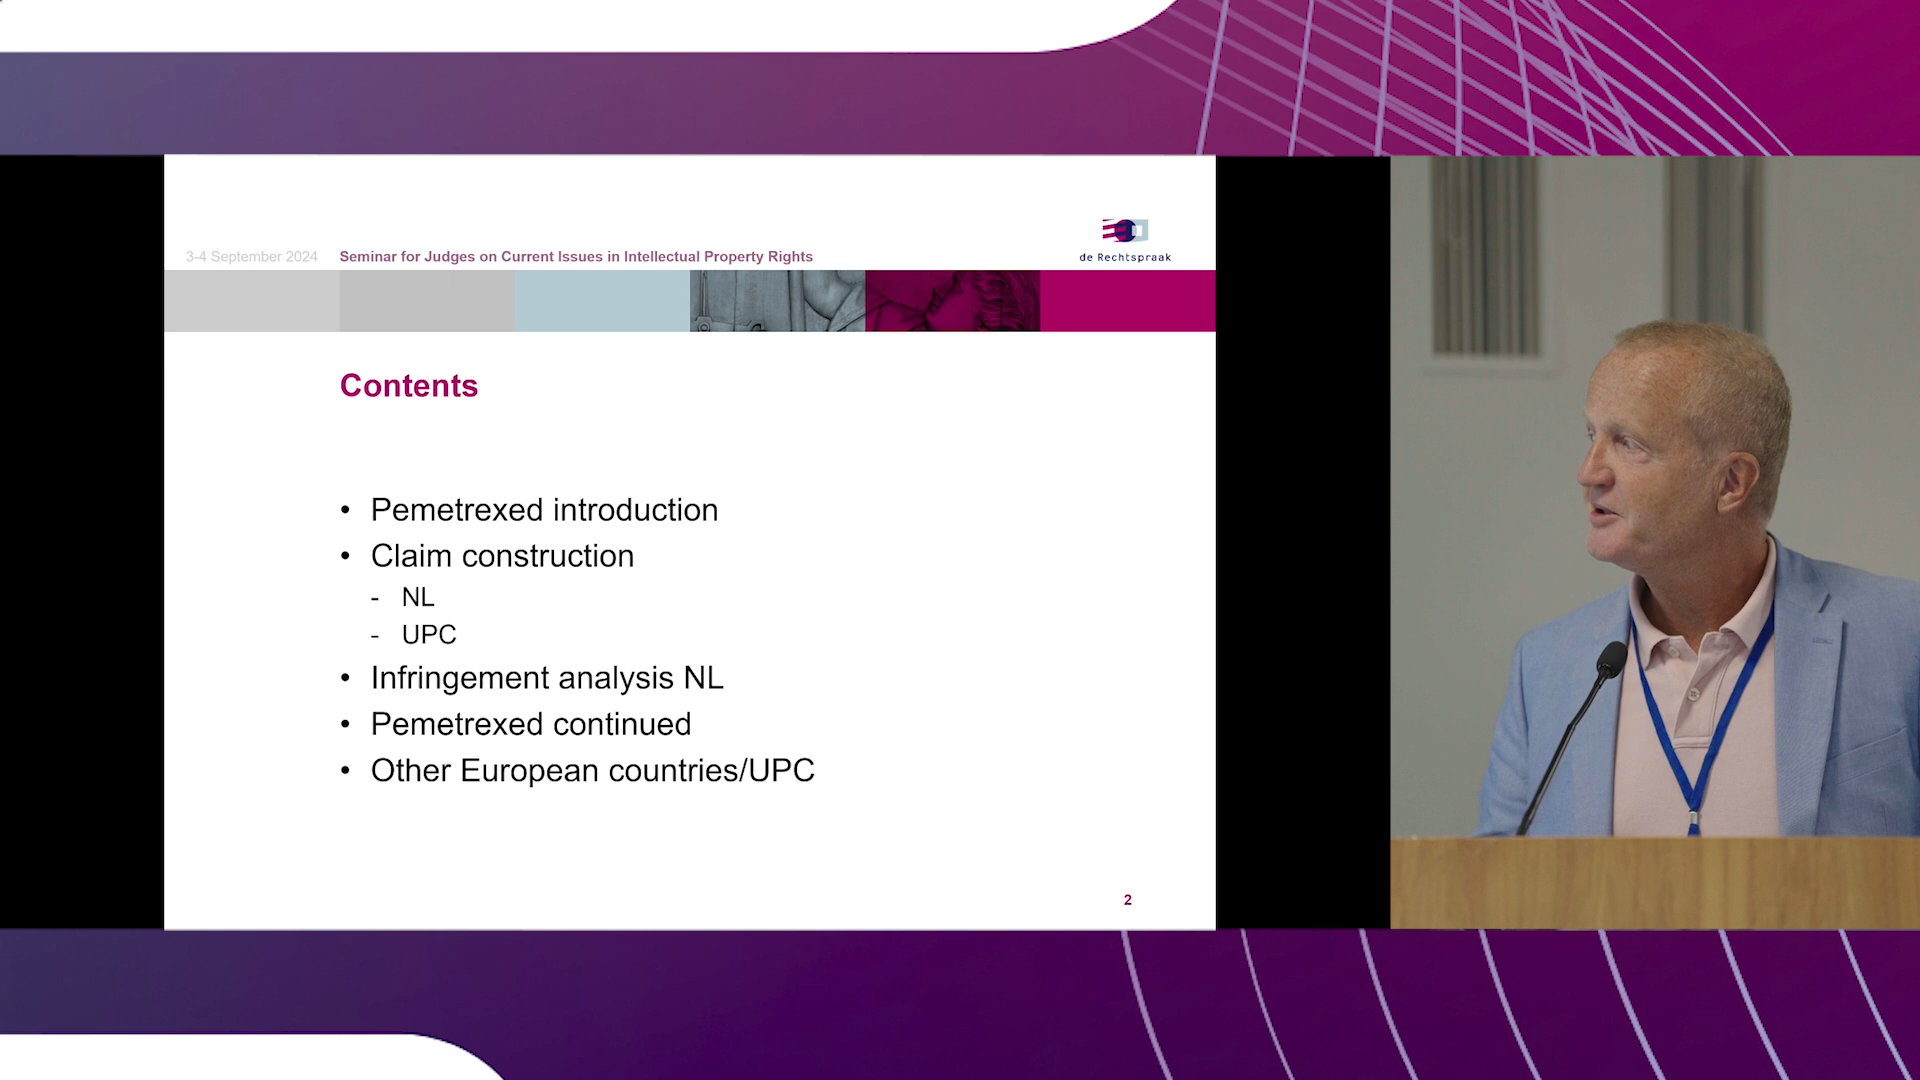 3-4 September 2024 Seminar for Judges on Current Issues in Intellectual Property Rights
de Rechtspraak
Contents
• Pemetrexed introduction
• Claim construction
- NL
- UPC
• Infringement analysis NL
• Pemetrexed continued
• Other European countries/UPC
2